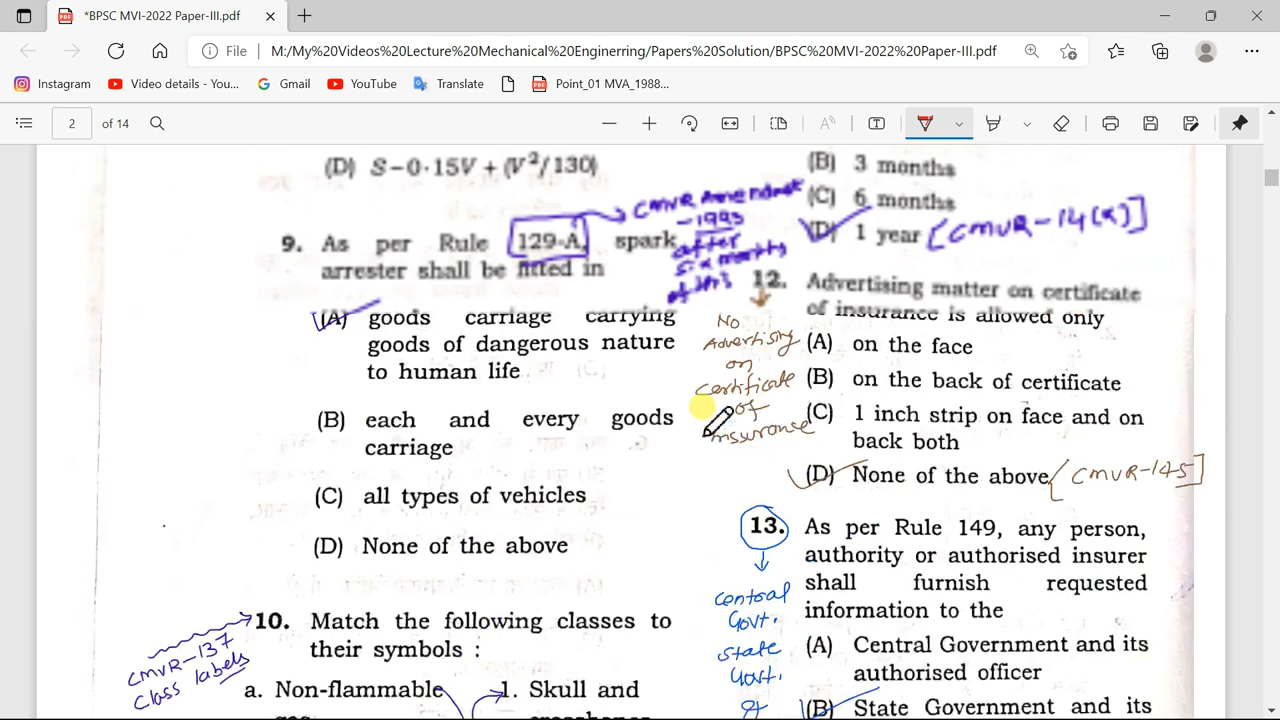 *BPSC MVI-2022 Paper-III.pdf
File
M:/My%20Videos%20Lecture%20Mechanical%20Enginerring/Papers%20Solution/BPSC%20MVI-2022%20Paper-III.pdf
Instagram
Video details - You...
Gmail
YouTube
Translate
Point_01 MVA_1988...
2 of 14
(D) S-0·15V + (V²/130)
9. As per Rule 129-A, spark
arrester shall be fitted in
CMVR Amendment
-1993
after
six months
of this
(A) goods carriage carrying
goods of dangerous nature
to human life
(B) each and every goods
carriage
(C) all types of vehicles
(D) None of the above
CMVR-137
class labels
10. Match the following classes to
their symbols :
a. Non-flammable
1. Skull and
(B) 3 months
(C) 6 months
(D) 1 year [CMVR-14(x)]
12. Advertising matter on certificate
of insurance is allowed only
No
Advertising
on
certificate
of
inssurance
(A) on the face
(B) on the back of certificate
(C) 1 inch strip on face and on
back both
(D) None of the above [CMVR-145]
13. As per Rule 149, any person,
authority or authorised insurer
shall furnish requested
information to the
central
Govt.
state
Govt.
&
(A) Central Government and its
authorised officer
(B) State Government and its